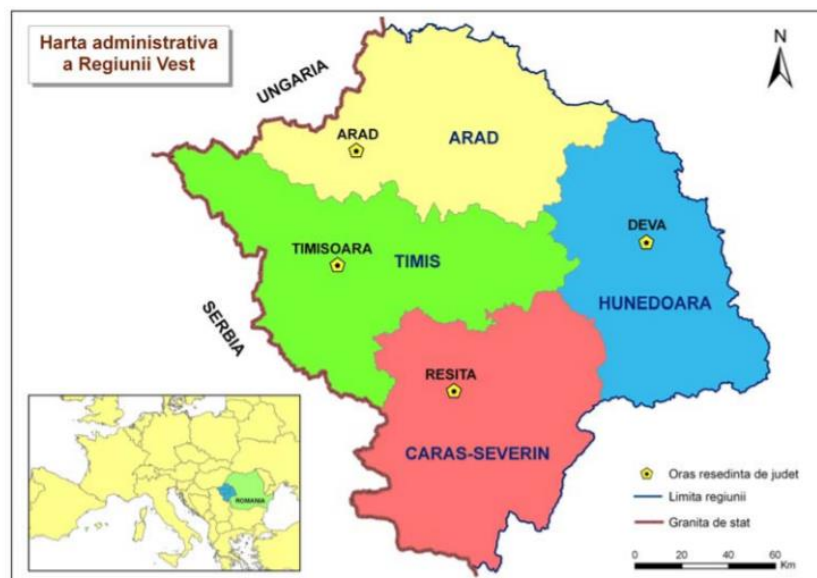 Harta administrativa
a Regiunii Vest
N
UNGARIA
ARAD
ARAD
DEVA
TIMISOARA
TIMIS
HUNEDOARA
SERBIA
RESITA
CARAS-SEVERIN
ROMANIA
Oras resedinta de judet
Limita regiunii
Granita de stat
0 20 40 60
Km